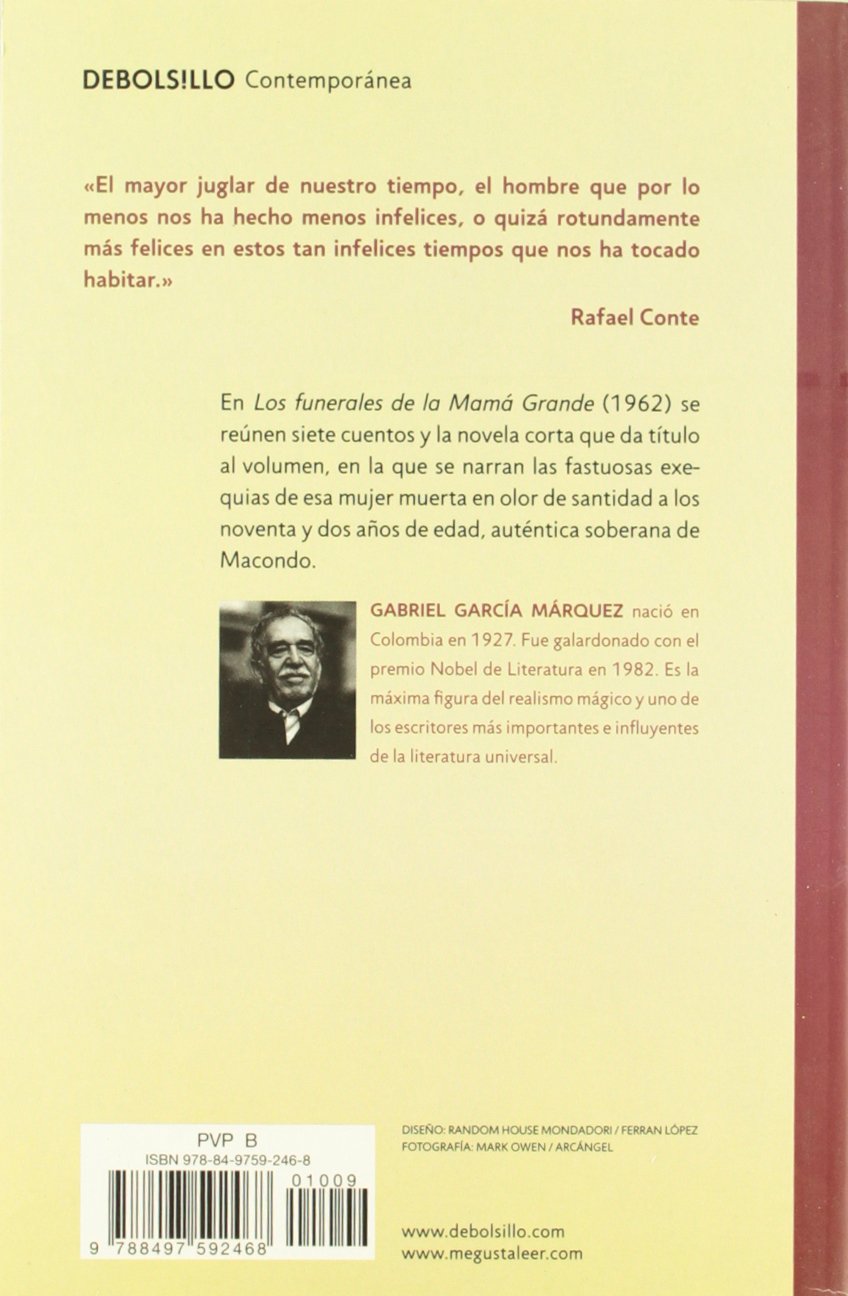 DEBOLS!LLO Contemporánea
«El mayor juglar de nuestro tiempo, el hombre que por lo
menos nos ha hecho menos infelices, o quizá rotundamente
más felices en estos tan infelices tiempos que nos ha tocado
habitar.»
Rafael Conte
En Los funerales de la Mamá Grande (1962) se
reúnen siete cuentos y la novela corta que da título
al volumen, en la que se narran las fastuosas exe-
quias de esa mujer muerta en olor de santidad a los
noventa y dos años de edad, auténtica soberana de
Macondo.
GABRIEL GARCÍA MÁRQUEZ nació en
Colombia en 1927. Fue galardonado con el
premio Nobel de Literatura en 1982. Es la
máxima figura del realismo mágico y uno de
los escritores más importantes e influyentes
de la literatura universal.
PVP B
ISBN 978-84-9759-246-8
01009
9 788497 592468
DISEÑO: RANDOM HOUSE MONDADORI / FERRAN LÓPEZ
FOTOGRAFÍA: MARK OWEN / ARCÁNGEL
www.debolsillo.com
www.megustaleer.com